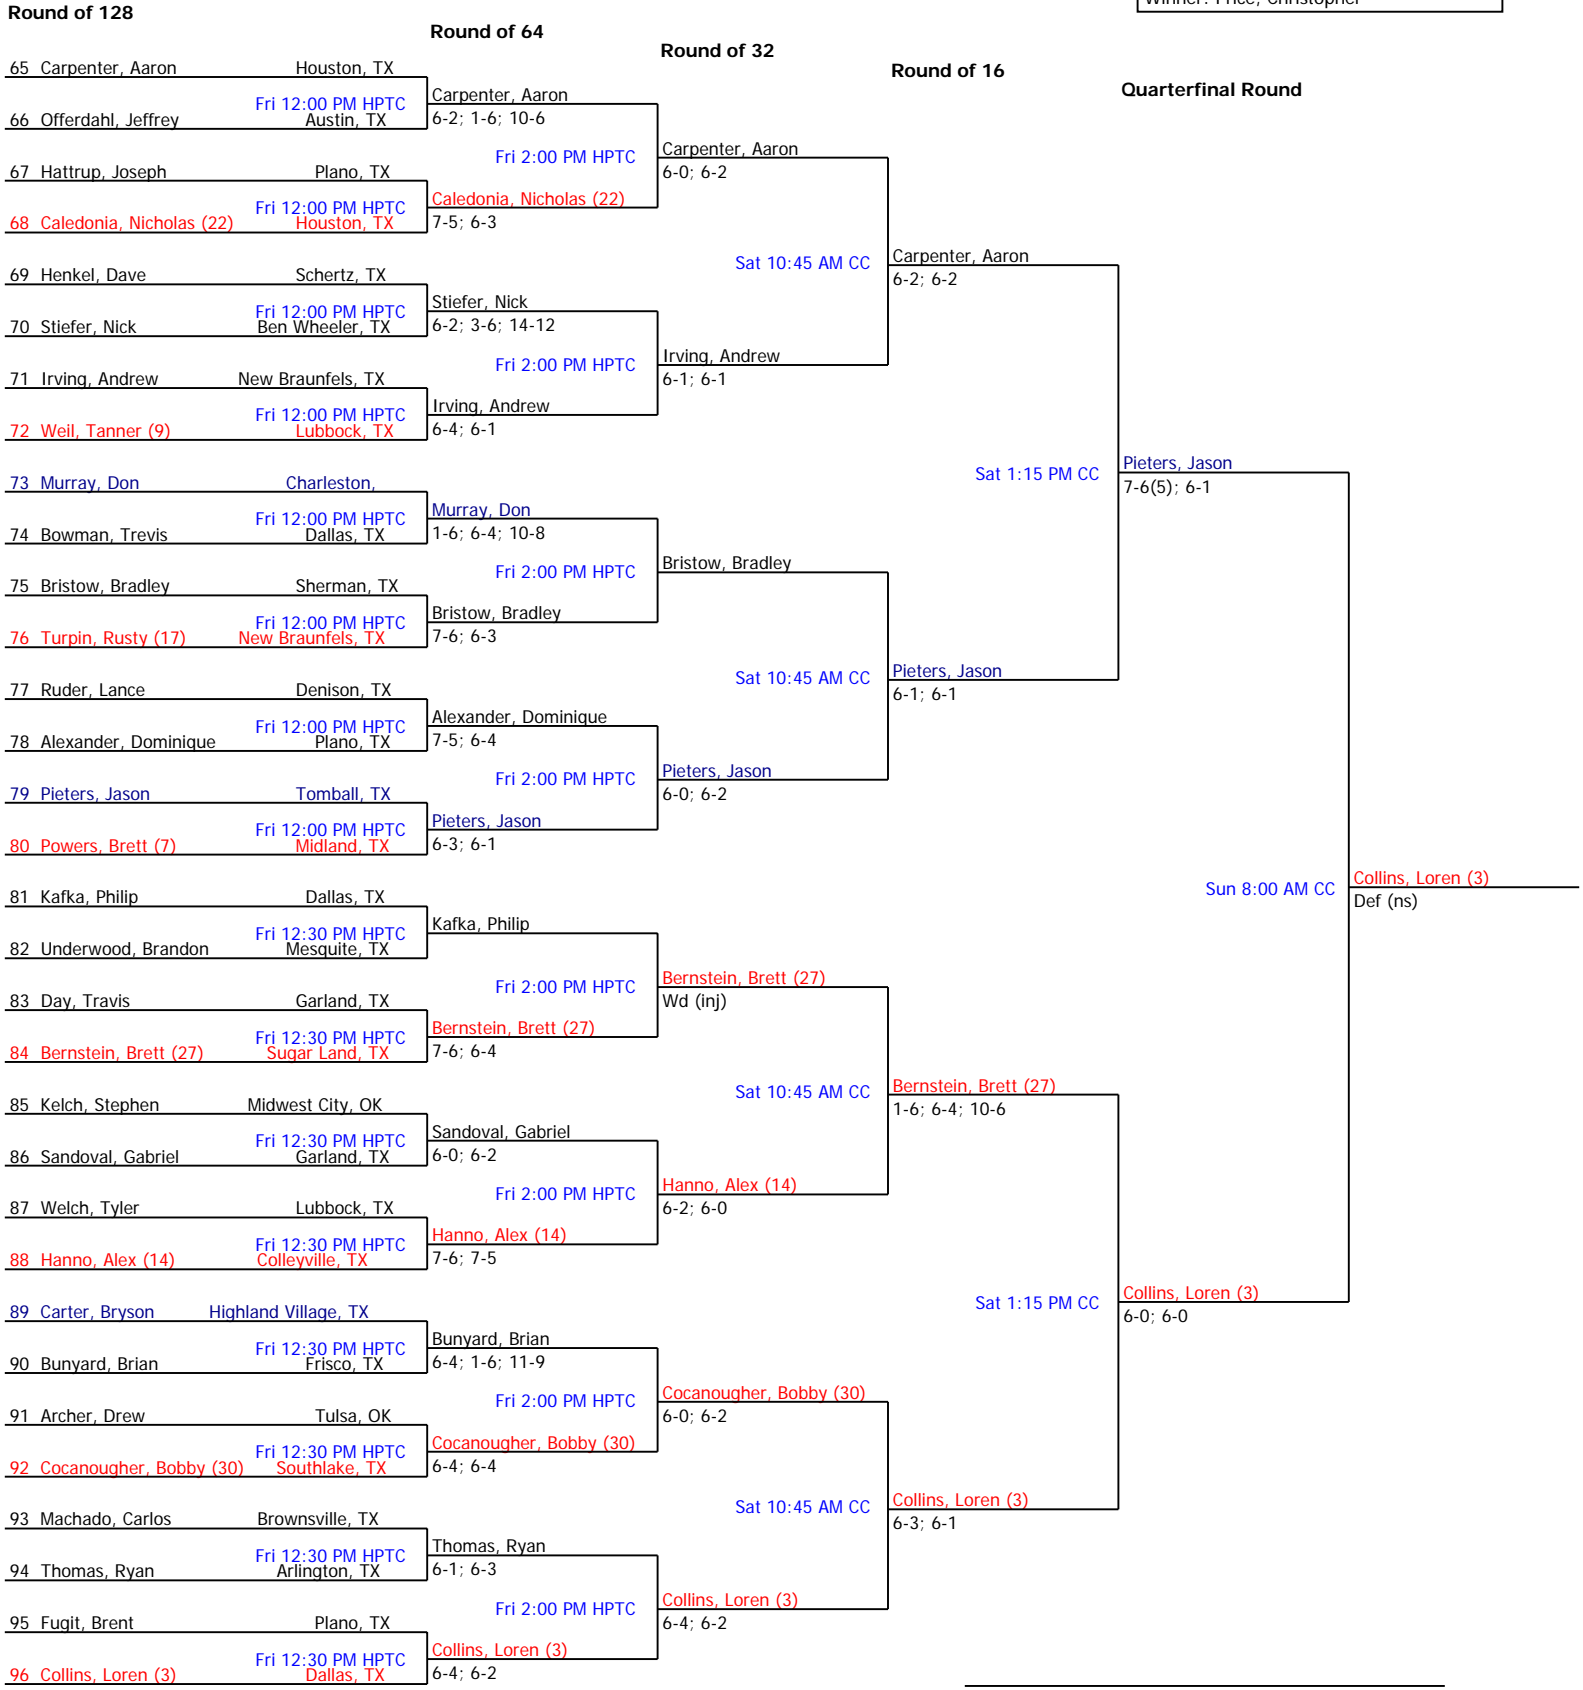 Winner: Price, Christopher
Round of 128
Round of 64
Round of 32
Round of 16
Quarterfinal Round
65 Carpenter, Aaron Houston, TX
Fri 12:00 PM HPTC
66 Offerdahl, Jeffrey Austin, TX
67 Hattrup, Joseph Plano, TX
Fri 12:00 PM HPTC
68 Caledonia, Nicholas (22) Houston, TX
69 Henkel, Dave Schertz, TX
Fri 12:00 PM HPTC
70 Stiefer, Nick Ben Wheeler, TX
71 Irving, Andrew New Braunfels, TX
Fri 12:00 PM HPTC
72 Weil, Tanner (9) Lubbock, TX
73 Murray, Don Charleston,
Fri 12:00 PM HPTC
74 Bowman, Trevis Dallas, TX
75 Bristow, Bradley Sherman, TX
Fri 12:00 PM HPTC
76 Turpin, Rusty (17) New Braunfels, TX
77 Ruder, Lance Denison, TX
Fri 12:00 PM HPTC
78 Alexander, Dominique Plano, TX
79 Pieters, Jason Tomball, TX
Fri 12:00 PM HPTC
80 Powers, Brett (7) Midland, TX
81 Kafka, Philip Dallas, TX
Fri 12:30 PM HPTC
82 Underwood, Brandon Mesquite, TX
83 Day, Travis Garland, TX
Fri 12:30 PM HPTC
84 Bernstein, Brett (27) Sugar Land, TX
85 Kelch, Stephen Midwest City, OK
Fri 12:30 PM HPTC
86 Sandoval, Gabriel Garland, TX
87 Welch, Tyler Lubbock, TX
Fri 12:30 PM HPTC
88 Hanno, Alex (14) Colleyville, TX
89 Carter, Bryson Highland Village, TX
Fri 12:30 PM HPTC
90 Bunyard, Brian Frisco, TX
91 Archer, Drew Tulsa, OK
Fri 12:30 PM HPTC
92 Cocanougher, Bobby (30) Southlake, TX
93 Machado, Carlos Brownsville, TX
Fri 12:30 PM HPTC
94 Thomas, Ryan Arlington, TX
95 Fugit, Brent Plano, TX
Fri 12:30 PM HPTC
96 Collins, Loren (3) Dallas, TX
Carpenter, Aaron
6-2; 1-6; 10-6
Fri 2:00 PM HPTC
Caledonia, Nicholas (22)
7-5; 6-3
Stiefer, Nick
6-2; 3-6; 14-12
Fri 2:00 PM HPTC
Irving, Andrew
6-4; 6-1
Murray, Don
1-6; 6-4; 10-8
Fri 2:00 PM HPTC
Bristow, Bradley
7-6; 6-3
Alexander, Dominique
7-5; 6-4
Fri 2:00 PM HPTC
Pieters, Jason
6-3; 6-1
Kafka, Philip
Fri 2:00 PM HPTC
Bernstein, Brett (27)
7-6; 6-4
Sandoval, Gabriel
6-0; 6-2
Fri 2:00 PM HPTC
Hanno, Alex (14)
7-6; 7-5
Bunyard, Brian
6-4; 1-6; 11-9
Fri 2:00 PM HPTC
Cocanougher, Bobby (30)
6-4; 6-4
Thomas, Ryan
6-1; 6-3
Fri 2:00 PM HPTC
Collins, Loren (3)
6-4; 6-2
Carpenter, Aaron
6-0; 6-2
Sat 10:45 AM CC
Irving, Andrew
6-1; 6-1
Bristow, Bradley
Sat 10:45 AM CC
Pieters, Jason
6-0; 6-2
Bernstein, Brett (27)
Wd (inj)
Sat 10:45 AM CC
Hanno, Alex (14)
6-2; 6-0
Cocanougher, Bobby (30)
6-0; 6-2
Sat 10:45 AM CC
Collins, Loren (3)
6-4; 6-2
Carpenter, Aaron
6-2; 6-2
Sat 1:15 PM CC
Pieters, Jason
6-1; 6-1
Bernstein, Brett (27)
1-6; 6-4; 10-6
Sat 1:15 PM CC
Collins, Loren (3)
6-3; 6-1
Pieters, Jason
7-6(5); 6-1
Sun 8:00 AM CC
Collins, Loren (3)
6-0; 6-0
Collins, Loren (3)
Def (ns)